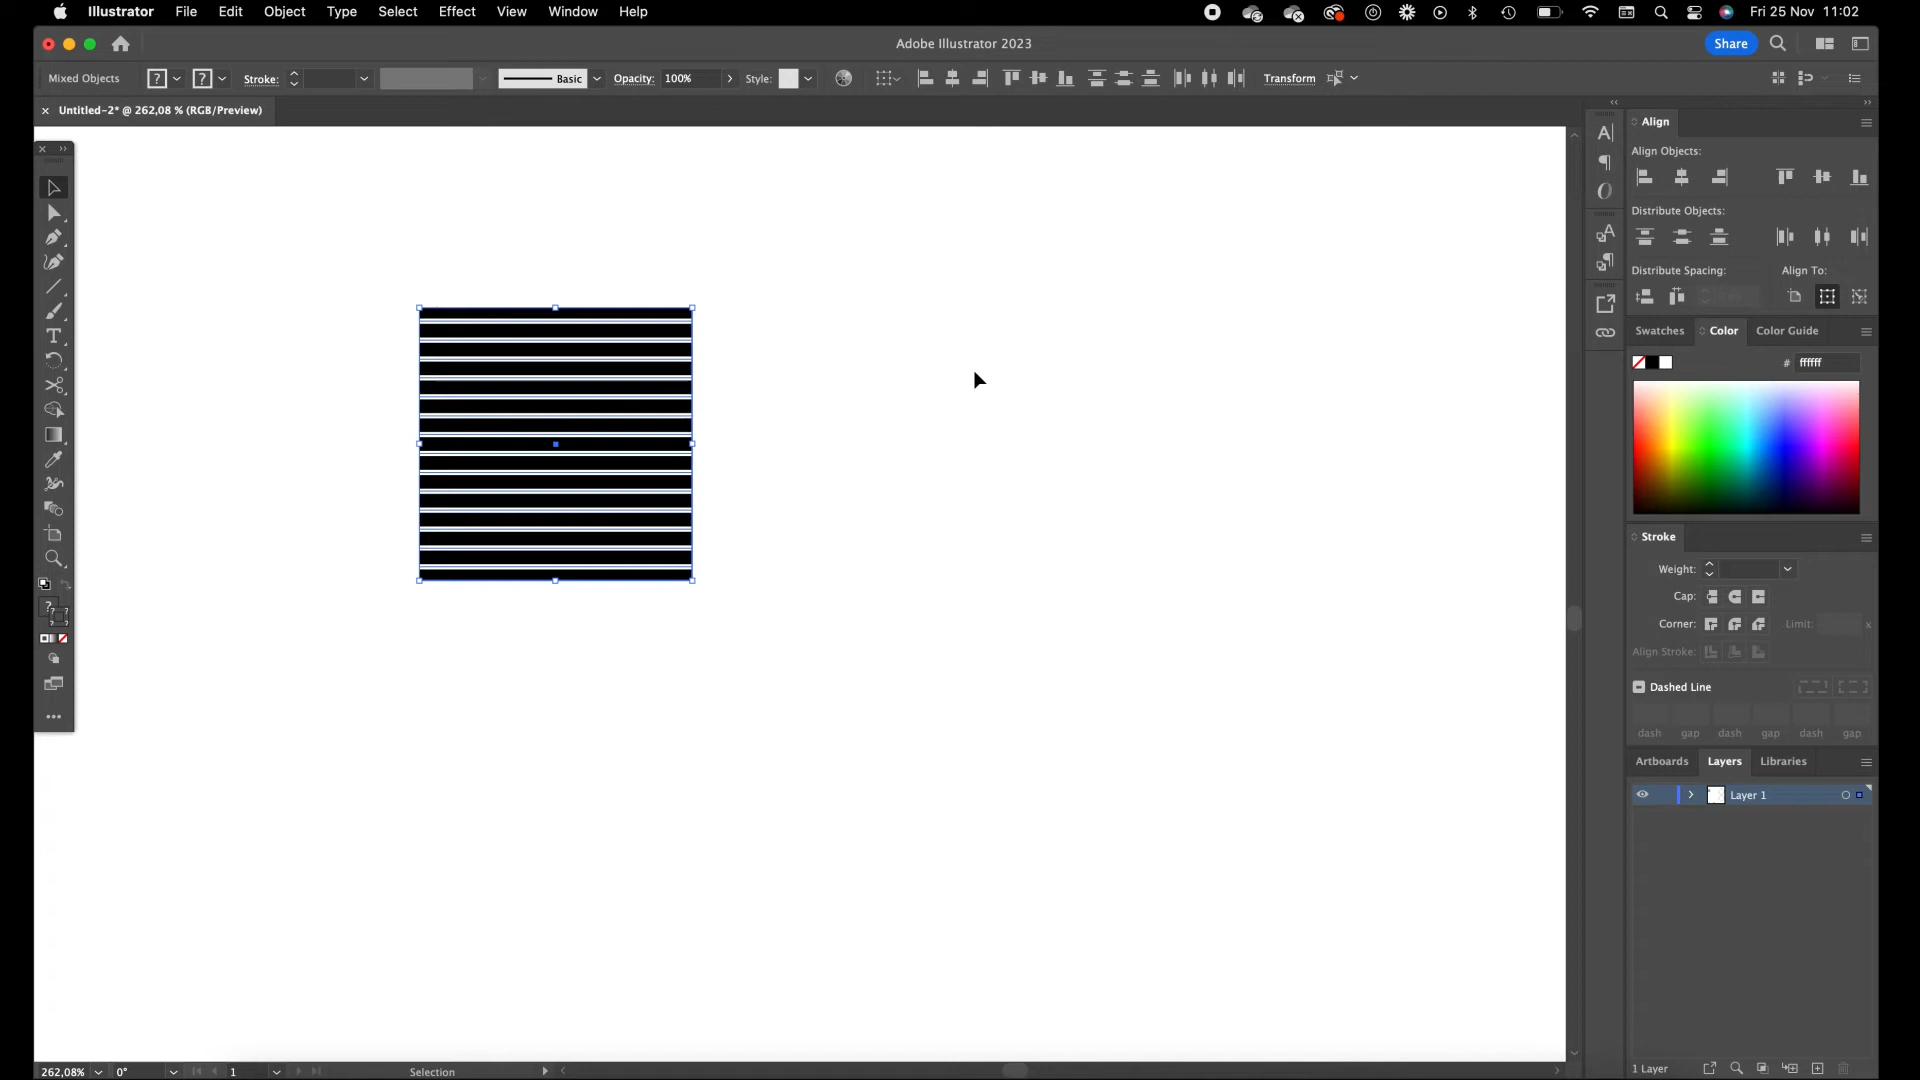 Illustrator File Edit Object Type Select Effect View Window Help Fri 25 Nov 11:02
Adobe Illustrator 2023 Share
Mixed Objects ? ? Stroke: Basic Opacity: 100% Style: Transform
× Untitled-2* @ 262,08 % (RGB/Preview)
Align
Align Objects:
Distribute Objects:
Distribute Spacing: Align To:
Swatches Color Color Guide
# ffffff
Stroke
Weight:
Cap:
Corner: Limit: x
Align Stroke:
Dashed Line
dash gap dash gap dash gap
Artboards Layers Libraries
Layer 1
262,08% 0° 1 Selection 1 Layer